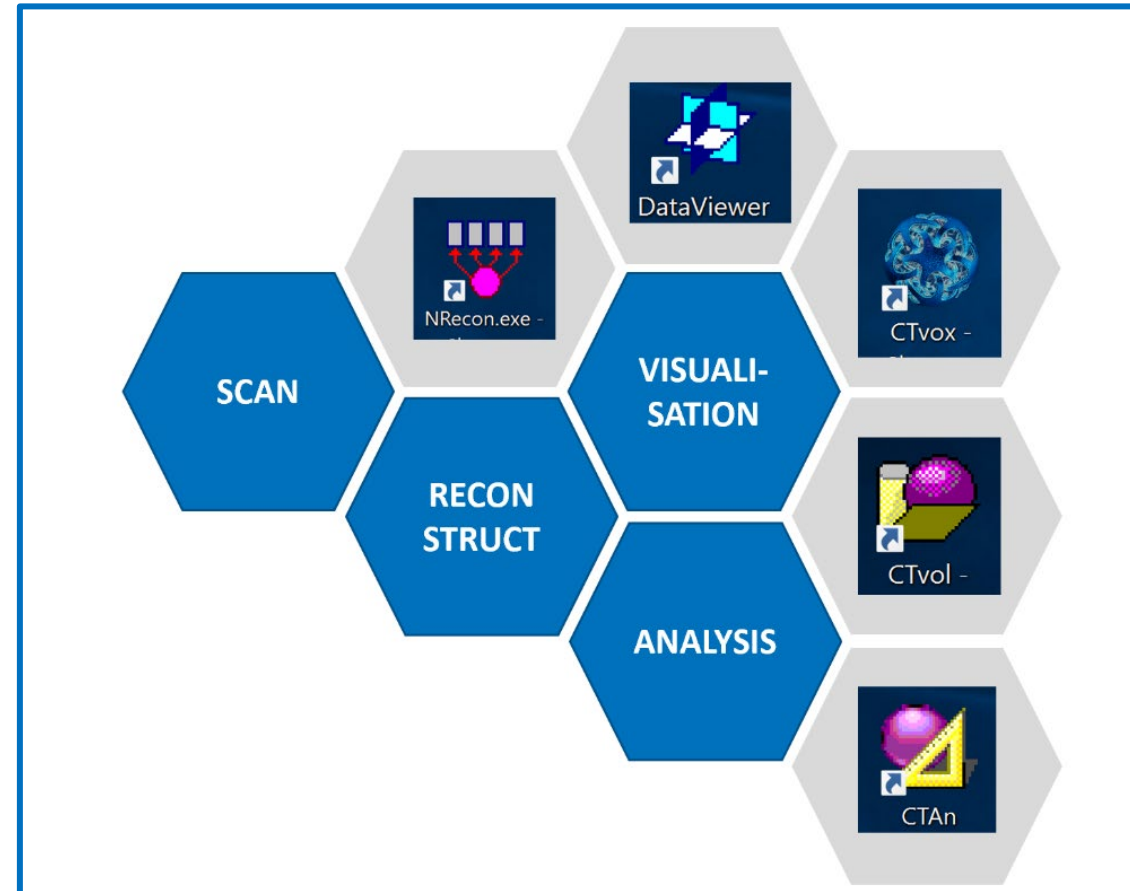 DataViewer
NRecon.exe -
CTvox -
SCAN
VISUALI-
SATION
RECON
STRUCT
CTvol -
ANALYSIS
CTAn